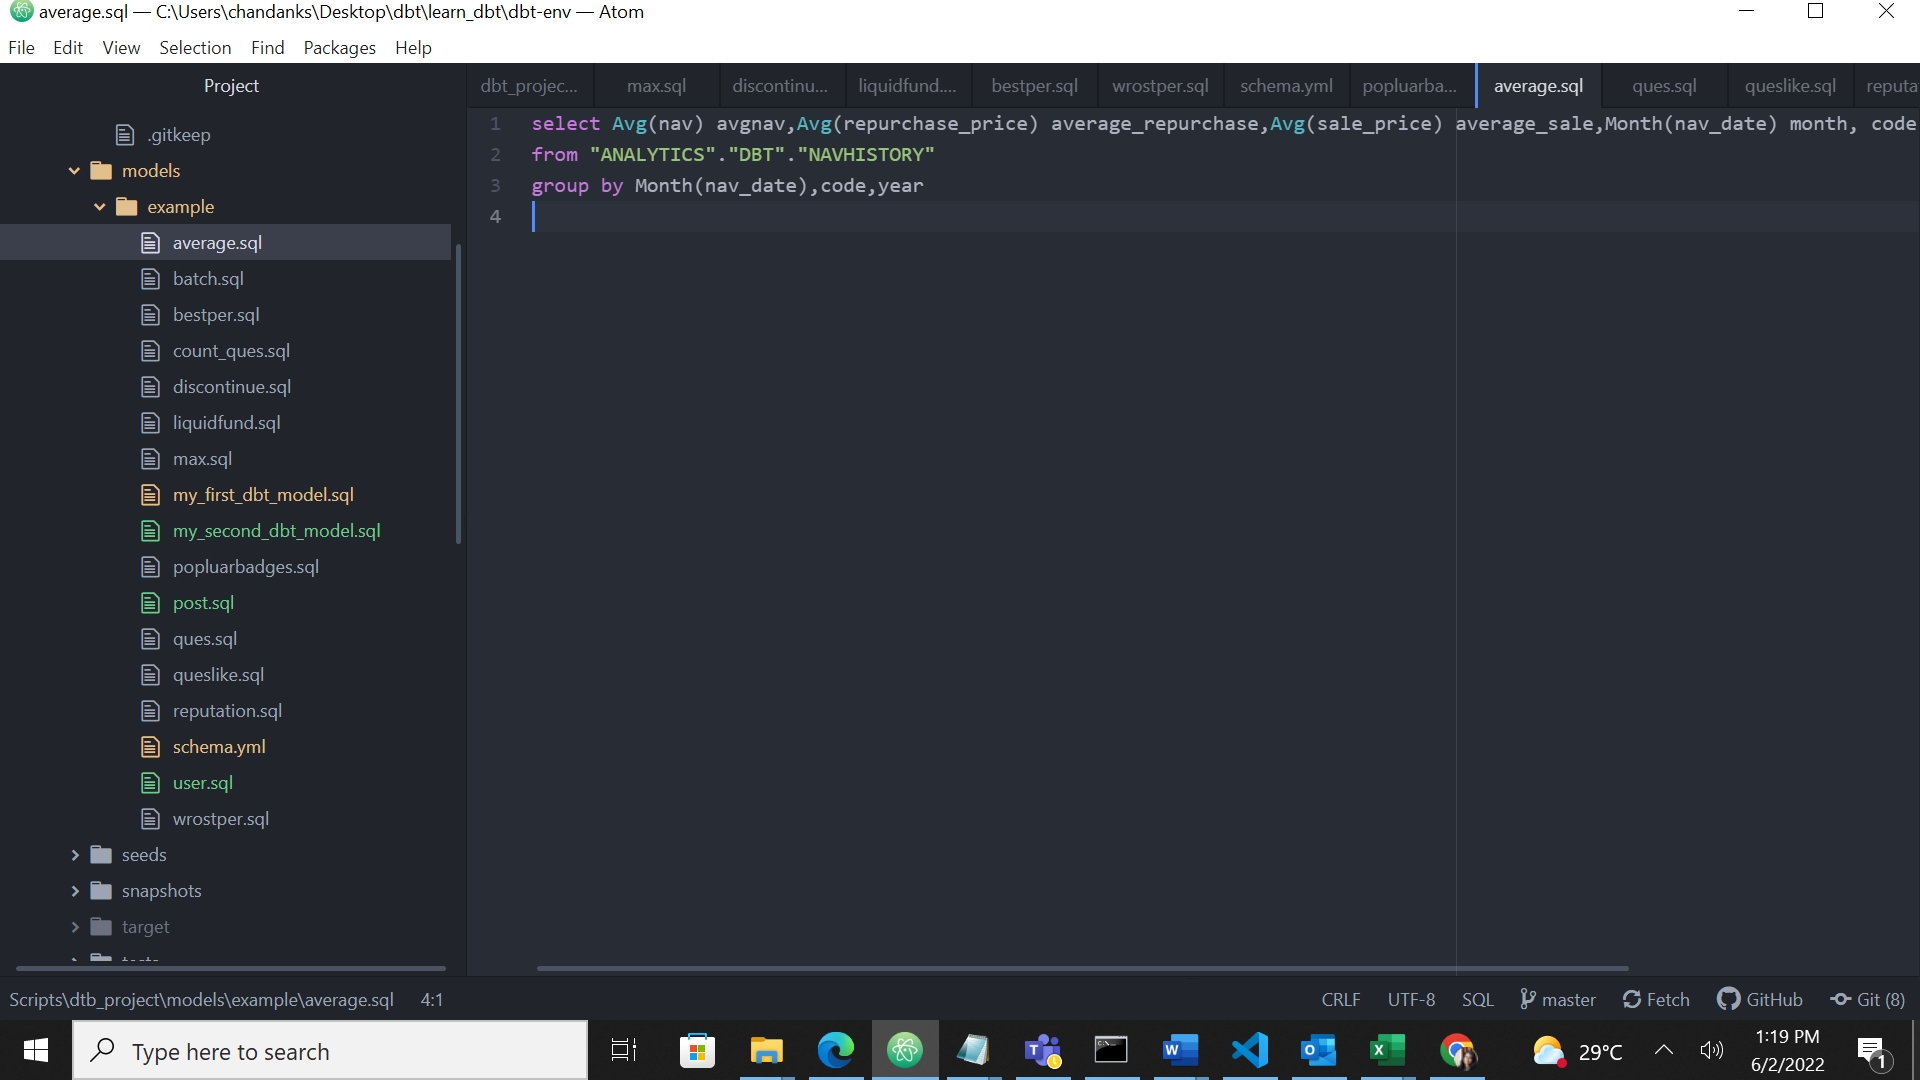 average.sql — C:\Users\chandanks\Desktop\dbt\learn_dbt\dbt-env — Atom
File Edit View Selection Find Packages Help
Project
dbt_projec... max.sql discontinu... liquidfund.... bestper.sql wrostper.sql schema.yml popluarba... average.sql ques.sql queslike.sql reputa
.gitkeep
models
example
average.sql
batch.sql
bestper.sql
count_ques.sql
discontinue.sql
liquidfund.sql
max.sql
my_first_dbt_model.sql
my_second_dbt_model.sql
popluarbadges.sql
post.sql
ques.sql
queslike.sql
reputation.sql
schema.yml
user.sql
wrostper.sql
seeds
snapshots
target
1 select Avg(nav) avgnav,Avg(repurchase_price) average_repurchase,Avg(sale_price) average_sale,Month(nav_date) month, code
2 from "ANALYTICS"."DBT"."NAVHISTORY"
3 group by Month(nav_date),code,year
4
Scripts\dtb_project\models\example\average.sql 4:1 CRLF UTF-8 SQL master Fetch GitHub Git (8)
Type here to search
29°C
1:19 PM
6/2/2022
1